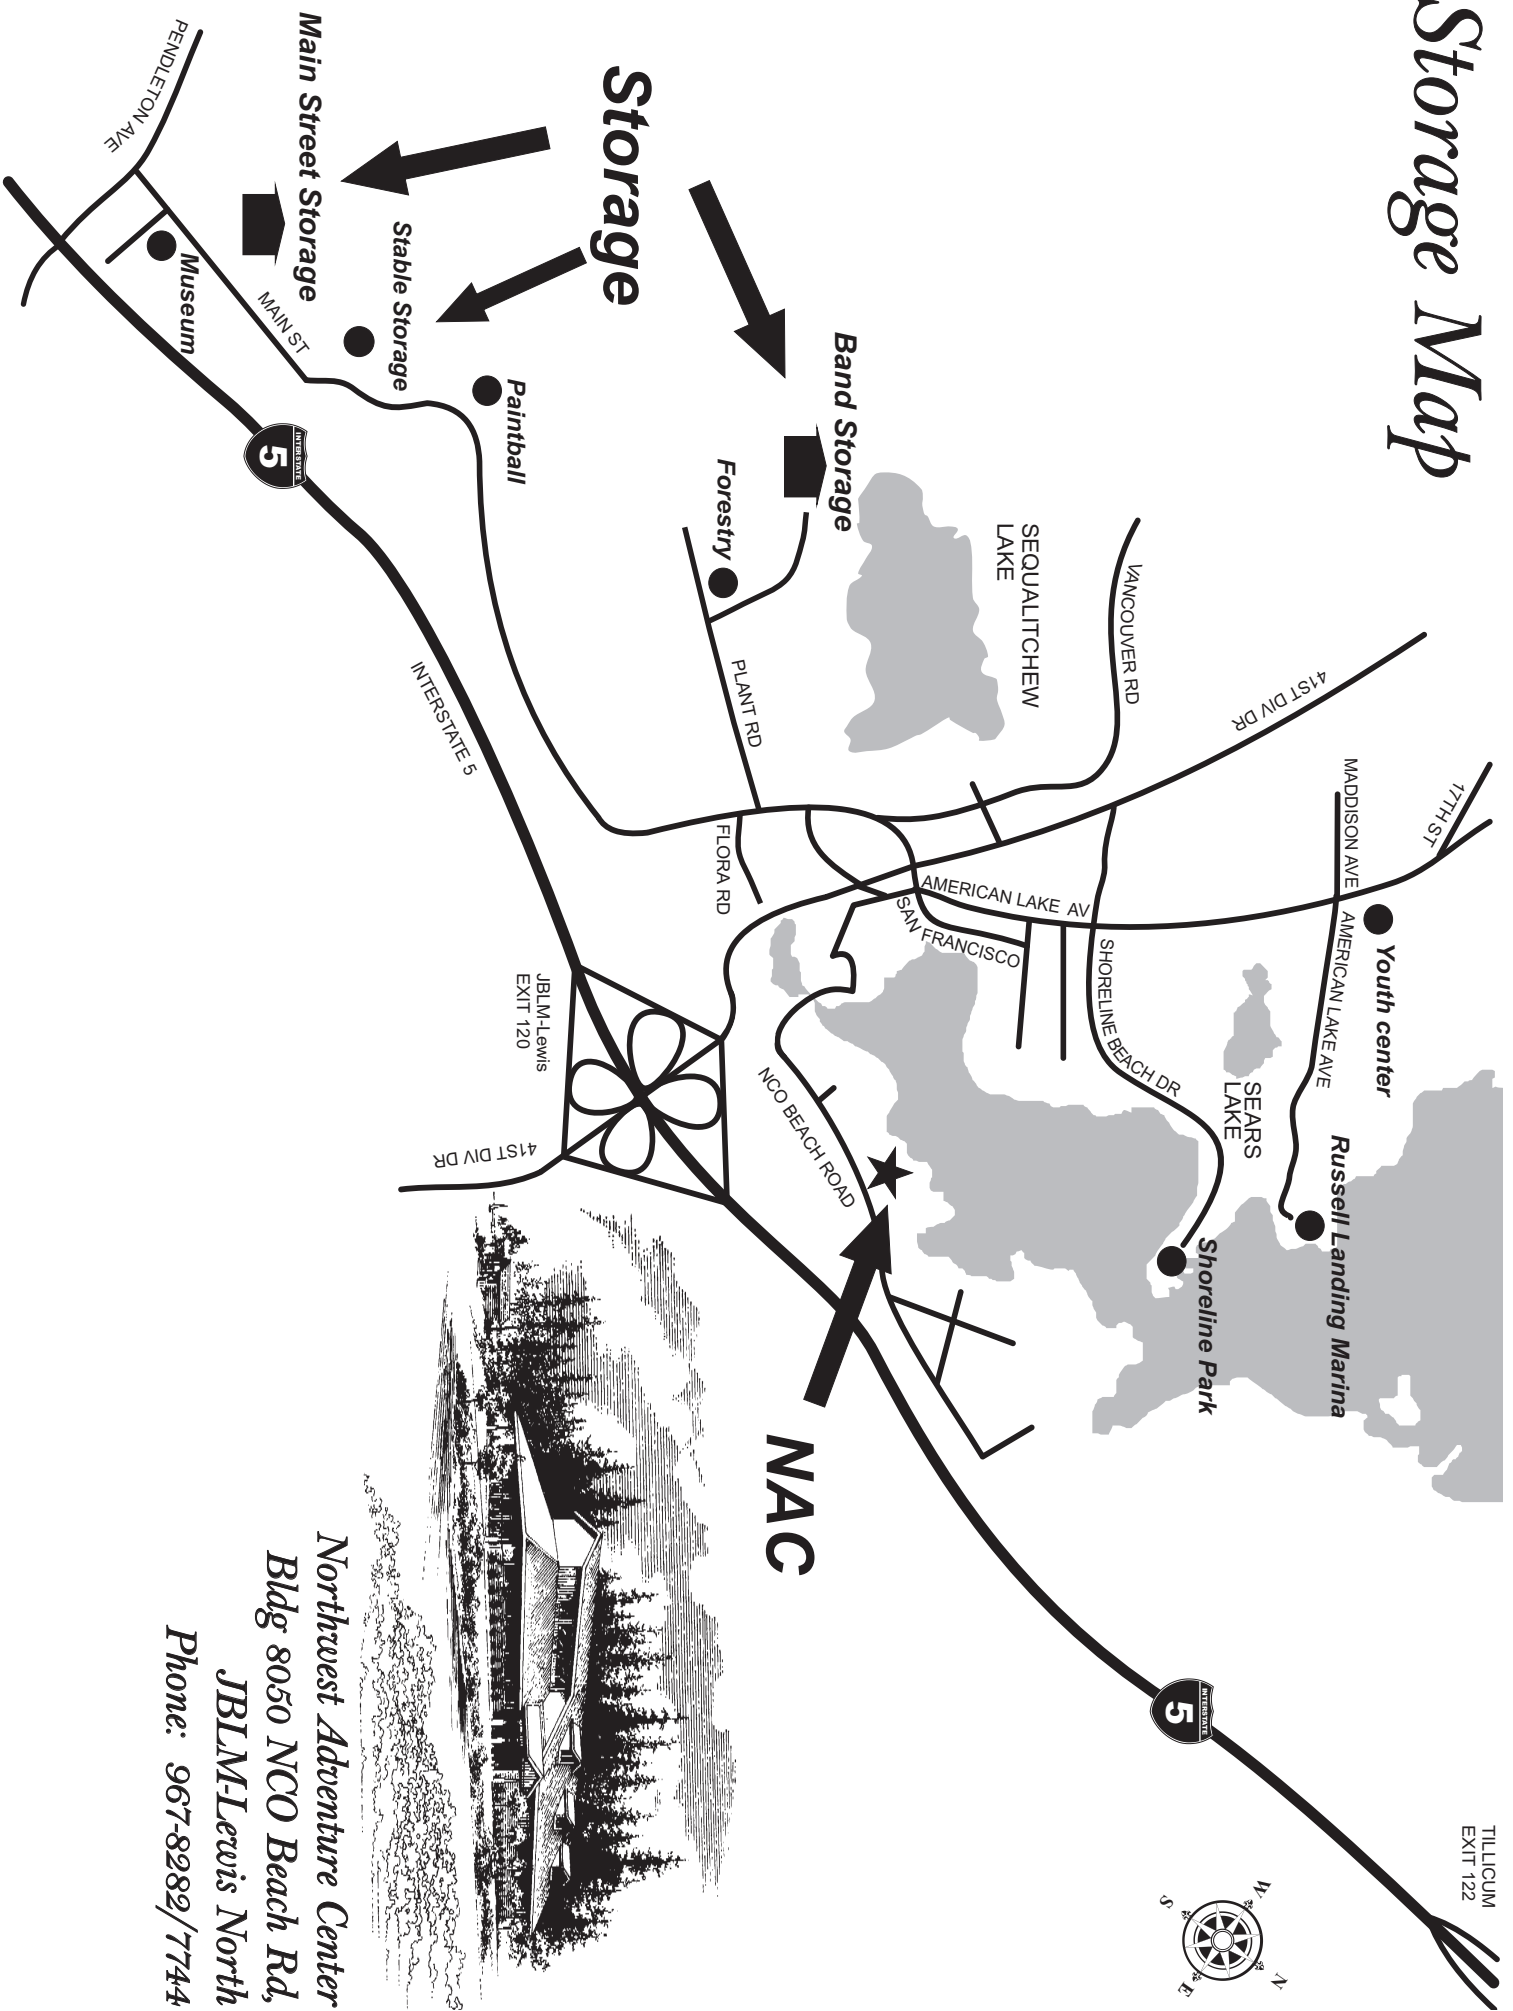 Storage Map
TILLICUM
EXIT 122
17TH ST
MADDISON AVE
AMERICAN LAKE AVE
Youth center
Russell Landing Marina
41ST DIV DR
SEARS
LAKE
Shoreline Park
VANCOUVER RD
SHORELINE BEACH DR
AMERICAN LAKE AV
SAN FRANCISCO
SEQUALITCHEW
LAKE
W
N
S
E
INTERSTATE
5
Band Storage
Forestry
PLANT RD
FLORA RD
NCO BEACH ROAD
NAC
Storage
Paintball
Stable Storage
JBLM-Lewis
EXIT 120
41ST DIV DR
INTERSTATE 5
Main Street Storage
MAIN ST
INTERSTATE
5
Museum
PENDLETON AVE
Northwest Adventure Center
Bldg 8050 NCO Beach Rd,
JBLM-Lewis North
Phone: 967-8282/7744